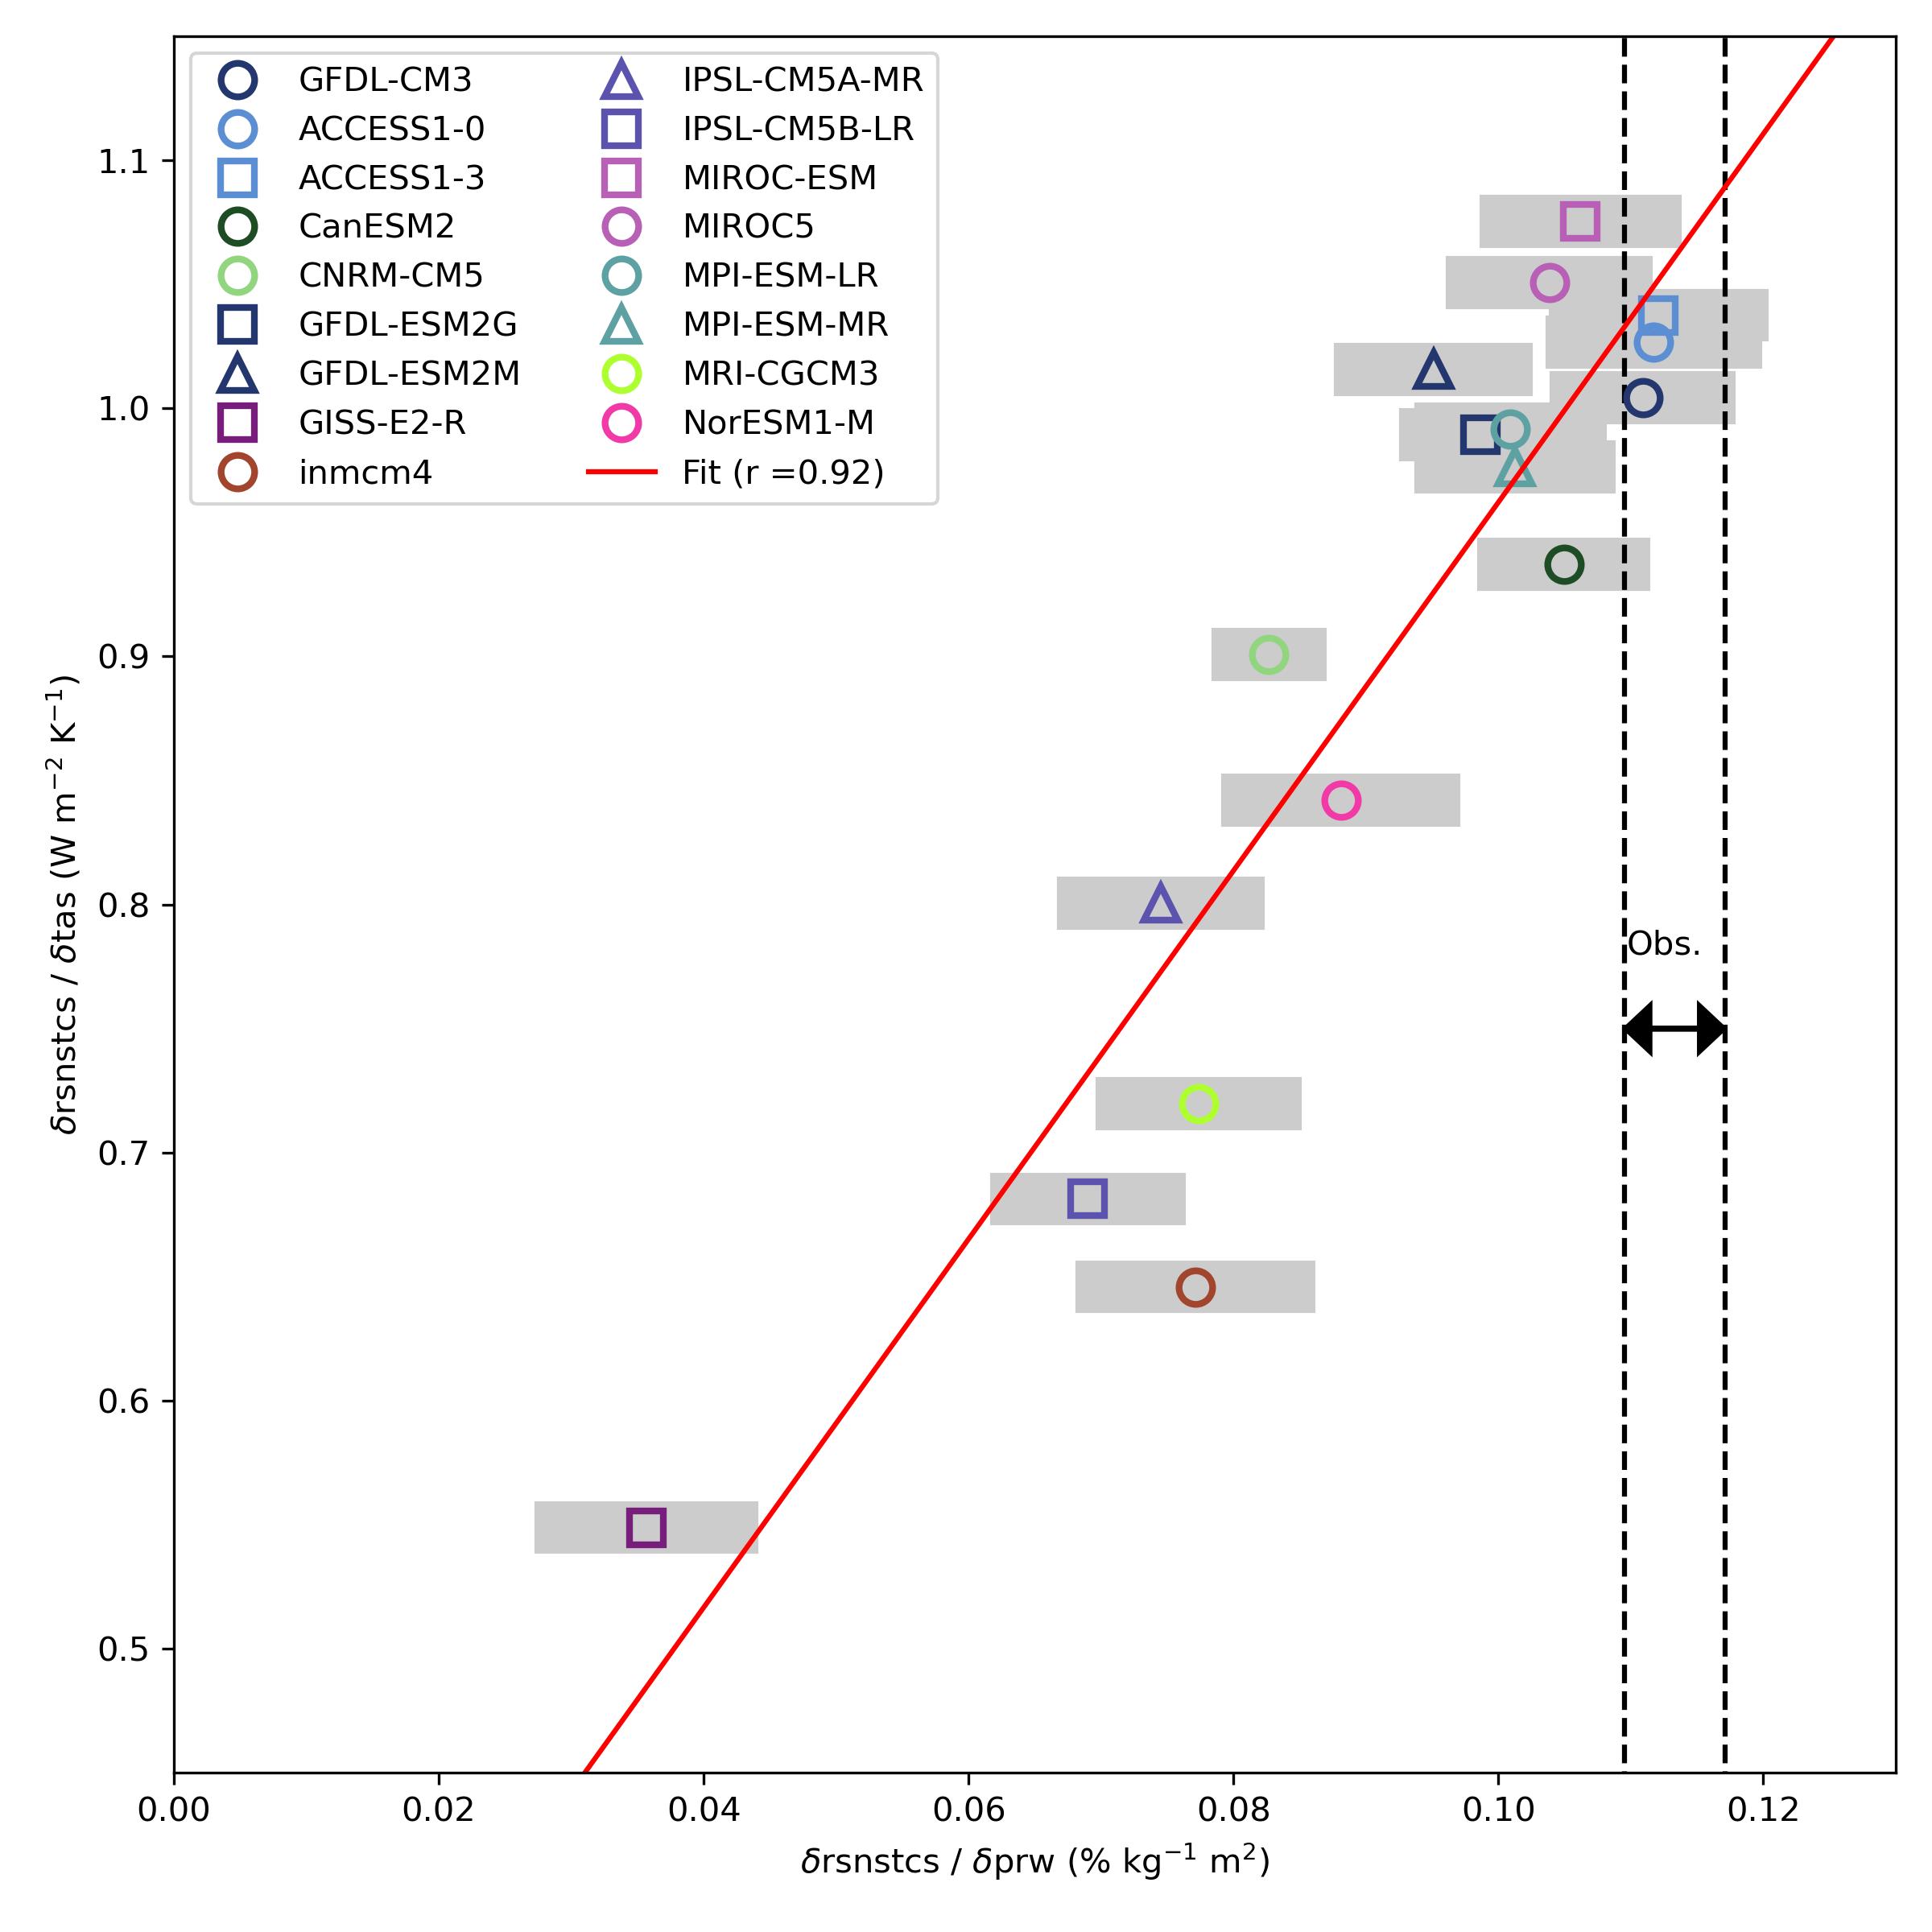 GFDL-CM3
ACCESS1-0
ACCESS1-3
CanESM2
CNRM-CM5
GFDL-ESM2G
GFDL-ESM2M
GISS-E2-R
inmcm4
IPSL-CM5A-MR
IPSL-CM5B-LR
MIROC-ESM
MIROC5
MPI-ESM-LR
MPI-ESM-MR
MRI-CGCM3
NorESM1-M
Fit (r =0.92)
1.1
1.0
0.9
0.8
0.7
0.6
0.5
δrsnstcs / δtas (W m⁻² K⁻¹)
Obs.
0.00 0.02 0.04 0.06 0.08 0.10 0.12
δrsnstcs / δprw (% kg⁻¹ m²)